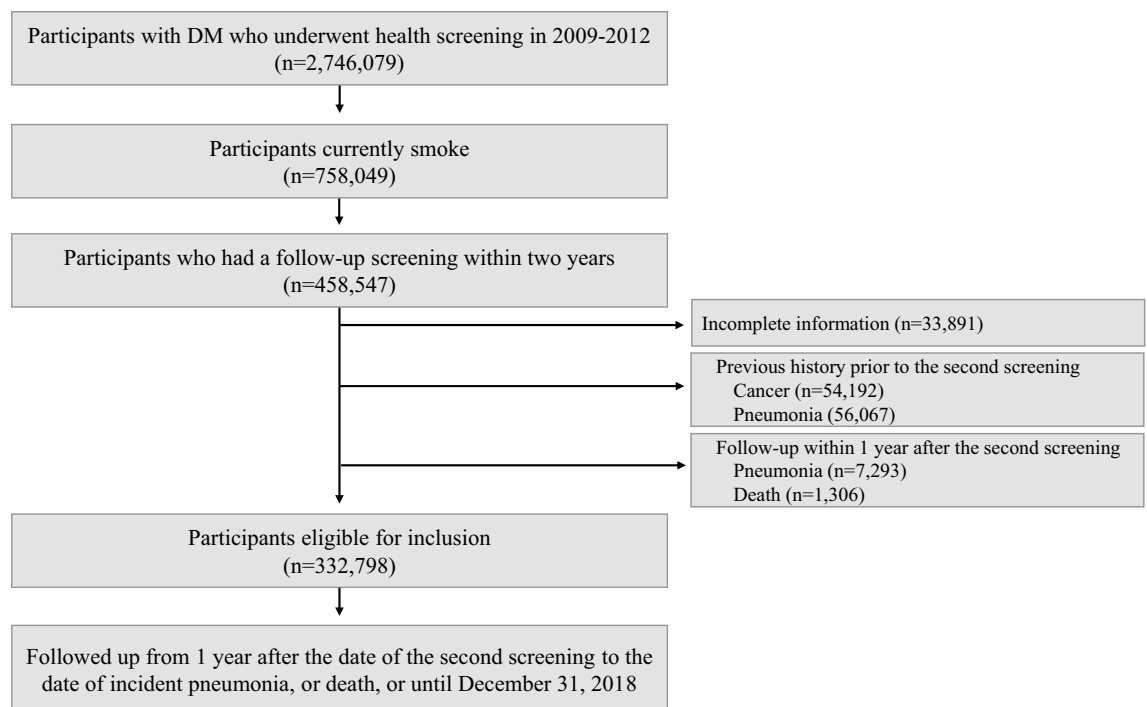 Participants with DM who underwent health screening in 2009-2012
(n=2,746,079)
Participants currently smoke
(n=758,049)
Participants who had a follow-up screening within two years
(n=458,547)
Incomplete information (n=33,891)
Previous history prior to the second screening
Cancer (n=54,192)
Pneumonia (56,067)
Follow-up within 1 year after the second screening
Pneumonia (n=7,293)
Death (n=1,306)
Participants eligible for inclusion
(n=332,798)
Followed up from 1 year after the date of the second screening to the
date of incident pneumonia, or death, or until December 31, 2018